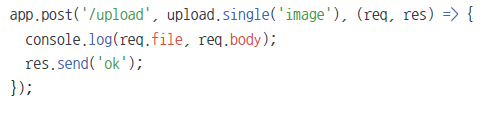 app.post('/upload', upload.single('image'), (req, res) => {
  console.log(req.file, req.body);
  res.send('ok');
});